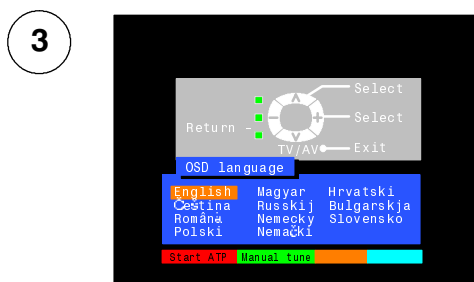 3
Select
Select
Return -
TV/AV Exit
OSD language
English Magyar Hrvatski
Čeština Russkij Bulgarskja
Română Nemecky Slovensko
Polski Nemački
Start ATP Manual tune